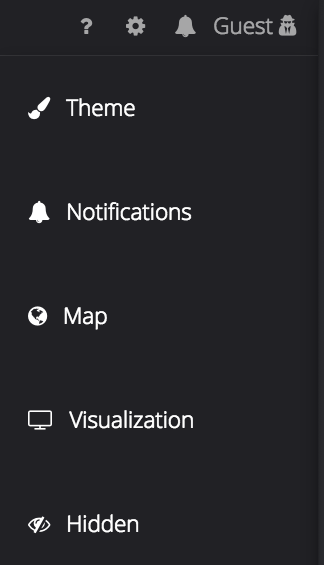 ? Guest
Theme
Notifications
Map
Visualization
Hidden